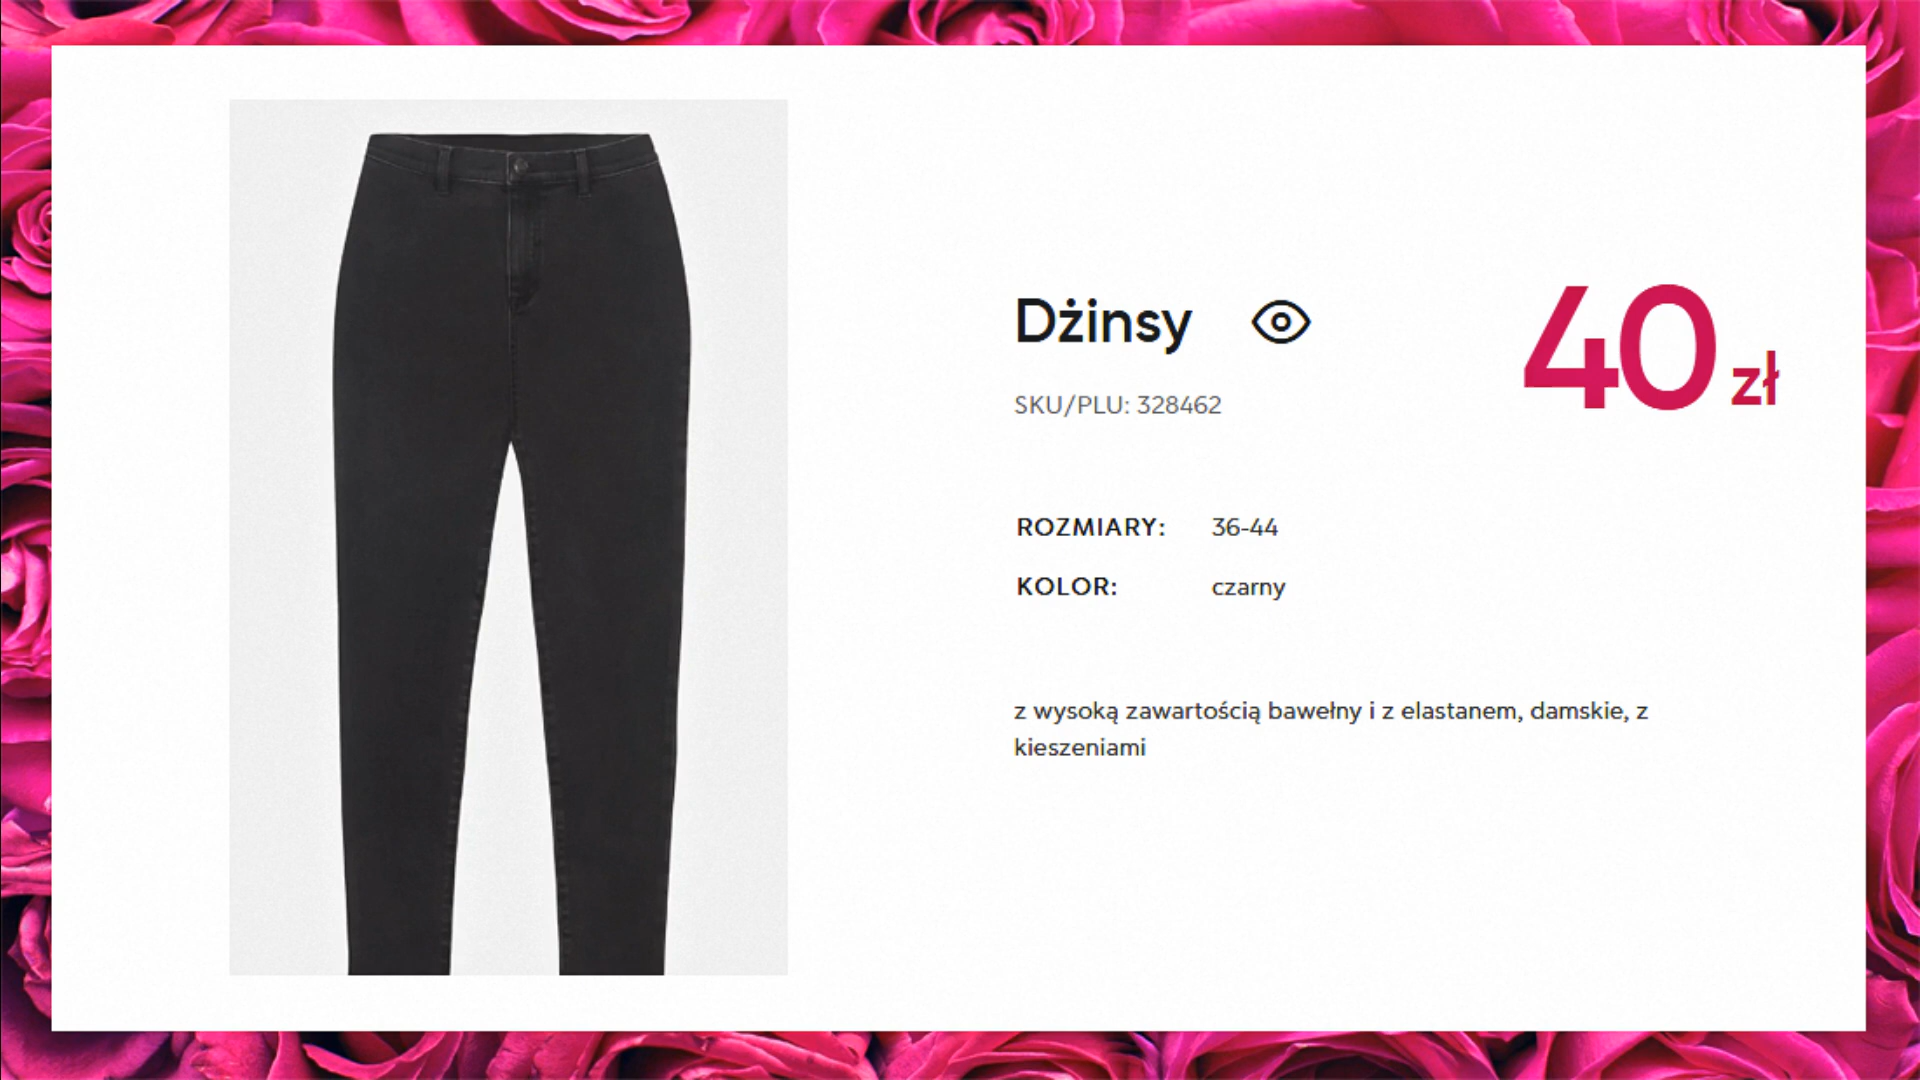 Dżinsy
40 zł
SKU/PLU: 328462
ROZMIARY: 36-44
KOLOR: czarny
z wysoką zawartością bawełny i z elastanem, damskie, z
kieszeniami